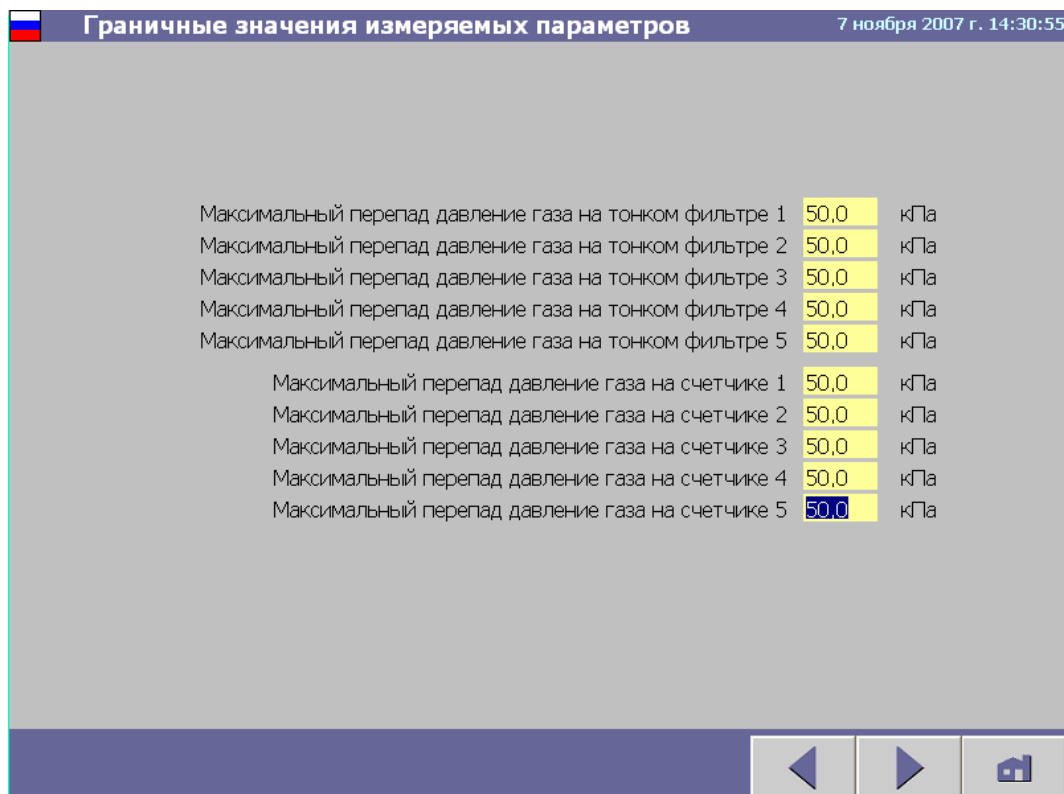 Граничные значения измеряемых параметров 7 ноября 2007 г. 14:30:55
Максимальный перепад давление газа на тонком фильтре 1 50,0 кПа
Максимальный перепад давление газа на тонком фильтре 2 50,0 кПа
Максимальный перепад давление газа на тонком фильтре 3 50,0 кПа
Максимальный перепад давление газа на тонком фильтре 4 50,0 кПа
Максимальный перепад давление газа на тонком фильтре 5 50,0 кПа
Максимальный перепад давление газа на счетчике 1 50,0 кПа
Максимальный перепад давление газа на счетчике 2 50,0 кПа
Максимальный перепад давление газа на счетчике 3 50,0 кПа
Максимальный перепад давление газа на счетчике 4 50,0 кПа
Максимальный перепад давление газа на счетчике 5 50,0 кПа